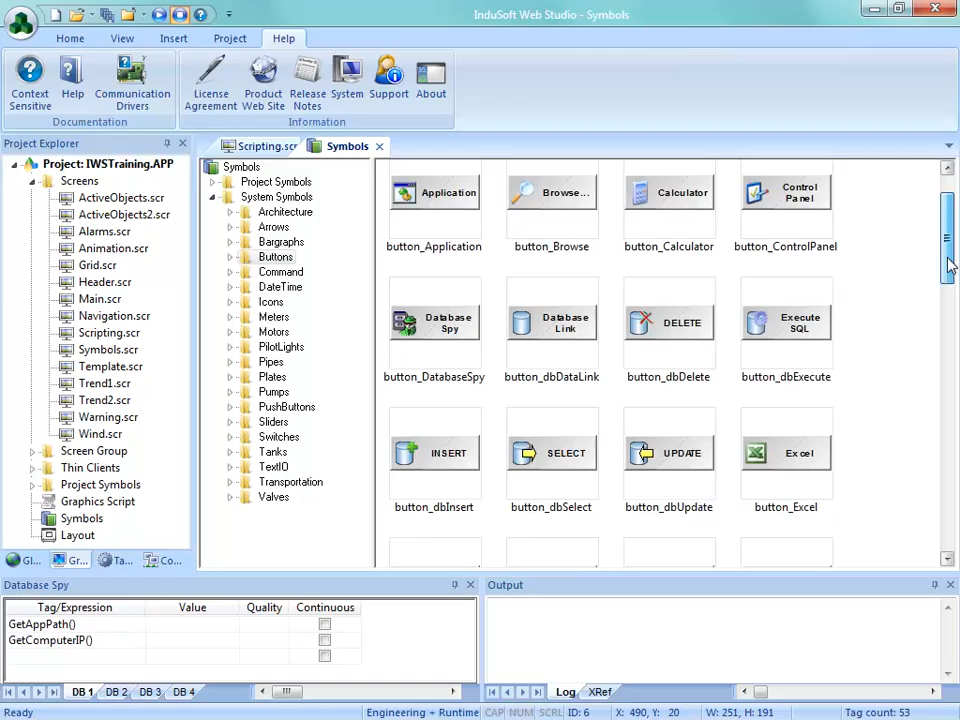 InduSoft Web Studio - Symbols
Home View Insert Project Help
Context Sensitive
Help
Communication Drivers
License Agreement
Product Web Site
Release Notes
System
Support
About
Documentation
Information
Project Explorer
Scripting.scr
Symbols
Project: IWSTraining.APP
Screens
ActiveObjects.scr
ActiveObjects2.scr
Alarms.scr
Animation.scr
Grid.scr
Header.scr
Main.scr
Navigation.scr
Scripting.scr
Symbols.scr
Template.scr
Trend1.scr
Trend2.scr
Warning.scr
Wind.scr
Screen Group
Thin Clients
Project Symbols
Graphics Script
Symbols
Layout
Gl...
Gr...
Ta...
Co...
Symbols
Project Symbols
System Symbols
Architecture
Arrows
Bargraphs
Buttons
Command
DateTime
Icons
Meters
Motors
PilotLights
Pipes
Plates
Pumps
PushButtons
Sliders
Switches
Tanks
TextIO
Transportation
Valves
Application
Browse...
Calculator
Control Panel
button_Application
button_Browse
button_Calculator
button_ControlPanel
Database Spy
Database Link
DELETE
Execute SQL
button_DatabaseSpy
button_dbDataLink
button_dbDelete
button_dbExecute
INSERT
SELECT
UPDATE
Excel
button_dbInsert
button_dbSelect
button_dbUpdate
button_Excel
Database Spy
Tag/Expression Value Quality Continuous
GetAppPath()
GetComputerIP()
DB 1 DB 2 DB 3 DB 4
Output
Log XRef
Ready
Engineering + Runtime
CAP NUM SCRL
ID: 6
X: 490, Y: 20
W: 251, H: 191
Tag count: 53